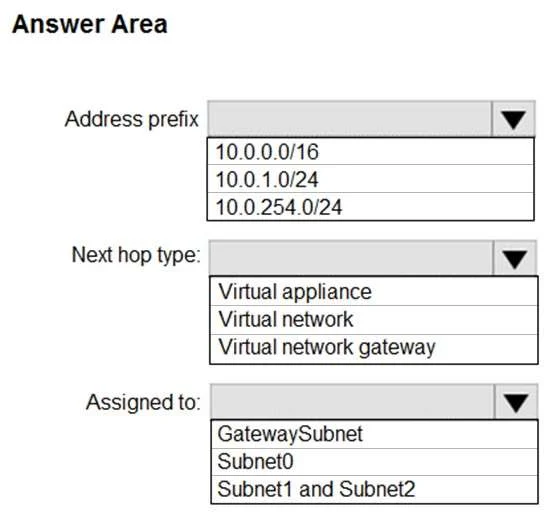 Answer Area
Address prefix
10.0.0.0/16
10.0.1.0/24
10.0.254.0/24
Next hop type:
Virtual appliance
Virtual network
Virtual network gateway
Assigned to:
GatewaySubnet
Subnet0
Subnet1 and Subnet2